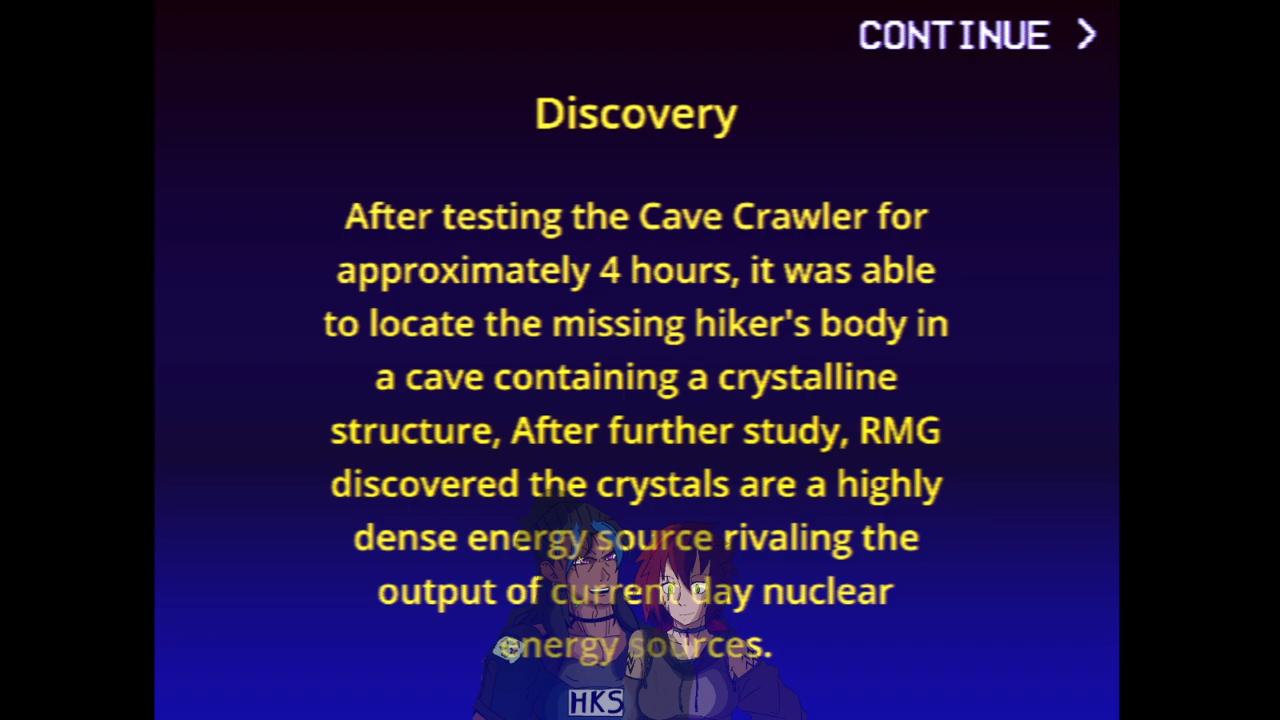 CONTINUE >
Discovery
After testing the Cave Crawler for
approximately 4 hours, it was able
to locate the missing hiker's body in
a cave containing a crystalline
structure, After further study, RMG
discovered the crystals are a highly
dense energy source rivaling the
output of current day nuclear
energy sources.
HKS